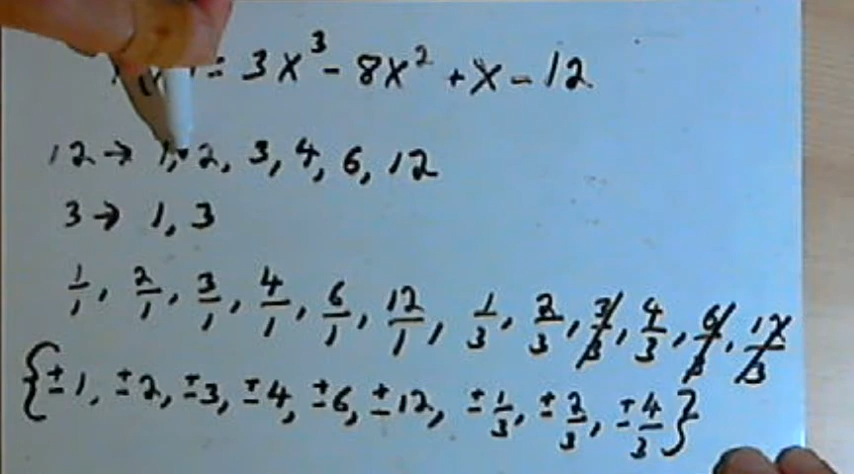 = 3x³ - 8x² + x - 12
12 → 1, 2, 3, 4, 6, 12
3 → 1, 3
1/1, 2/1, 3/1, 4/1, 6/1, 12/1, 1/3, 2/3, 3/3, 4/3, 6/3, 12/3
{±1, ±2, ±3, ±4, ±6, ±12, ±1/3, ±2/3, ±4/3}